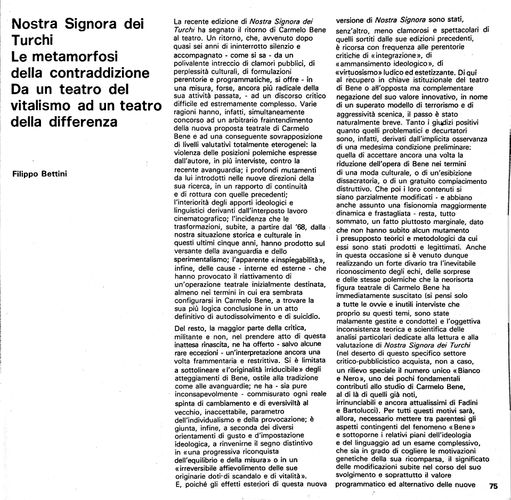 Nostra Signora dei
Turchi
Le metamorfosi
della contraddizione
Da un teatro del
vitalismo ad un teatro
della differenza
Filippo Bettini
La recente edizione di Nostra Signora dei
Turchi ha segnato il ritorno di Carmelo Bene
al teatro. Un ritorno, che, avvenuto dopo
quasi sei anni di ininterrotto silenzio e
accompagnato - come si sa - da un
polivalente intreccio di clamori pubblici, di
perplessità culturali, di formulazioni
perentorie e programmatiche, si offre - in
una misura, forse, ancora più radicale della
sua attività passata, - ad un discorso critico
difficile ed estremamente complesso. Varie
ragioni hanno, infatti, simultaneamente
concorso ad un arbitrario fraintendimento
della nuova proposta teatrale di Carmelo
Bene e ad una conseguente sovrapposizione
di livelli valutativi totalmente eterogenei: la
violenza delle posizioni polemiche espresse
dall'autore, in più interviste, contro la
recente avanguardia; i profondi mutamenti
da lui introdotti nelle nuove direzioni della
sua ricerca, in un rapporto di continuità
e di rottura con quelle precedenti;
l'interiorità degli apporti ideologici e
linguistici derivanti dall'interposto lavoro
cinematografico; l'incidenza che le
trasformazioni, subite, a partire dal '68, dalla
nostra situazione storica e culturale in
questi ultimi cinque anni, hanno prodotto sul
versante della avanguardia e dello
sperimentalismo; l'apparente «inspiegabilità»,
infine, delle cause - interne ed esterne - che
hanno provocato il riattivamento di
un'operazione teatrale inizialmente destinata,
almeno nei termini in cui era sembrata
configurarsi in Carmelo Bene, a trovare la
sua più logica conclusione in un atto
definitivo di autodissolvimento e di suicidio.
Del resto, la maggior parte della critica,
militante e non, nel prendere atto di questa
inattesa rinascita, ne ha offerto - salvo alcune
rare eccezioni - un'interpretazione ancora una
volta frammentaria e restrittiva. Si è limitata
a sottolineare «l'originalità irriducibile» degli
atteggiamenti di Bene, ostile alla tradizione
come alle avanguardie; ne ha - sia pure
inconsapevolmente - commisurato ogni reale
spinta di cambiamento e di eversività al
vecchio, inaccettabile, parametro
dell'individualismo e della provocazione; è
giunta, infine, a seconda dei diversi
orientamenti di gusto e d'impostazione
ideologica, a rinvenirne il segno distintivo
in «una progressiva riconquista
dell'equilibrio e della misura» o in un
«irreversibile affievolimento delle sue
originarie doti di scandalo e di vitalità».
E, poiché gli effetti esteriori di questa nuova
versione di Nostra Signora sono stati,
senz'altro, meno clamorosi e spettacolari di
quelli sortiti dalle sue edizioni precedenti,
è ricorsa con frequenza alle perentorie
critiche di «integrazione», di
«ammansimento ideologico», di
«virtuosismo» ludico ed estetizzante. Di qui
al recupero in chiave istituzionale del teatro
di Bene o all'opposta ma complementare
negazione del suo valore innovativo, in nome
di un superato modello di terrorismo e di
aggressività scenica, il passo è stato
naturalmente breve. Tanto i giudizi positivi
quanto quelli problematici e decurtatori
sono, infatti, derivati dall'implicita osservanza
di una medesima condizione preliminare:
quella di accettare ancora una volta la
riduzione dell'opera di Bene nei termini
di una moda culturale, o di un'esibizione
dissacratoria, o di un gratuito compiacimento
distruttivo. Che poi i loro contenuti si
siano parzialmente modificati - e abbiano
anche assunto una fisionomia maggiormente
dinamica e frastagliata - resta, tutto
sommato, un fatto piuttosto marginale, dato
che non hanno subito alcun mutamento
i presupposto teorici e metodologici da cui
essi sono stati prodotti e legittimati. Anche
in questa occasione si è venuto dunque
realizzando un forte divario tra l'inevitabile
riconoscimento degli echi, delle sorprese
e delle stesse polemiche che la neorisorta
figura teatrale di Carmelo Bene ha
immediatamente suscitato (si pensi solo
a tutte le ovvie e inutili interviste che
proprio su questi temi, sono state
malamente gestite e condotte) e l'oggettiva
inconsistenza teorica e scientifica delle
analisi particolari dedicate alla lettura e alla
valutazione di Nostra Signora dei Turchi
(nel deserto di questo specifico settore
critico-pubblicistico acquista, non a caso,
un rilievo speciale il numero unico «Bianco
e Nero», uno dei pochi fondamentali
contributi allo studio di Carmelo Bene,
al di là di quelli già noti,
irrinunciabili e ancora attualissimi di Fadini
e Bartolucci). Per tutti questi motivi sarà,
allora, necessario mettere tra parentesi gli
aspetti contingenti del fenomeno «Bene»
e sottoporne i relativi piani dell'ideologia
e del linguaggio ad un esame complessivo,
che sia in grado di cogliere le motivazioni
genetiche della sua ricomparsa, il significato
delle modificazioni subite nel corso del suo
svolgimento e soprattutto il valore
programmatico ed alternativo delle nuove
75